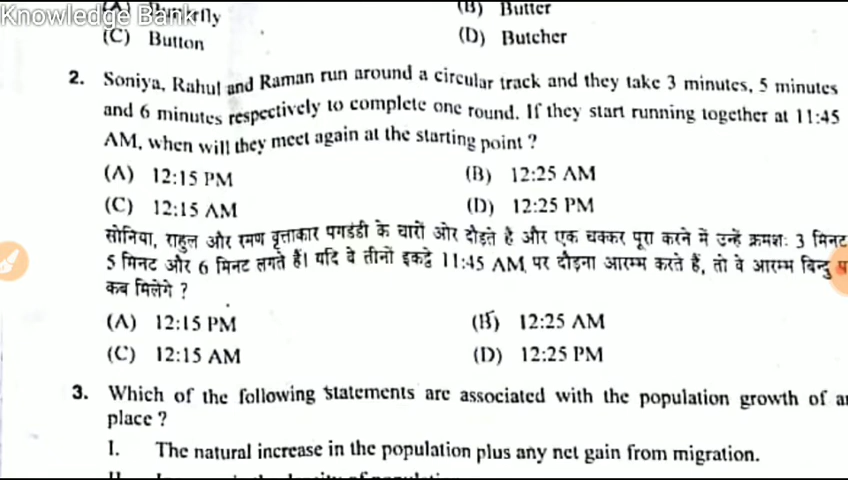 Knowledge Bank
(B) Butter
(C) Button
(D) Butcher
2. Soniya, Rahul and Raman run around a circular track and they take 3 minutes, 5 minutes
and 6 minutes respectively to complete one round. If they start running together at 11:45
AM, when will they meet again at the starting point ?
(A) 12:15 PM
(B) 12:25 AM
(C) 12:15 AM
(D) 12:25 PM
सोनिया, राहुल और रमण वृत्ताकार पगडंडी के चारों ओर दौड़ते है और एक चक्कर पूरा करने में उन्हें क्रमशः 3 मिनट
5 मिनट और 6 मिनट लगते हैं। यदि वे तीनों इकट्ठे 11:45 AM पर दौड़ना आरम्भ करते हैं, तो वे आरम्भ बिन्दु
कब मिलेंगे ?
(A) 12:15 PM
(B) 12:25 AM
(C) 12:15 AM
(D) 12:25 PM
3. Which of the following statements are associated with the population growth of
place ?
I. The natural increase in the population plus any net gain from migration.